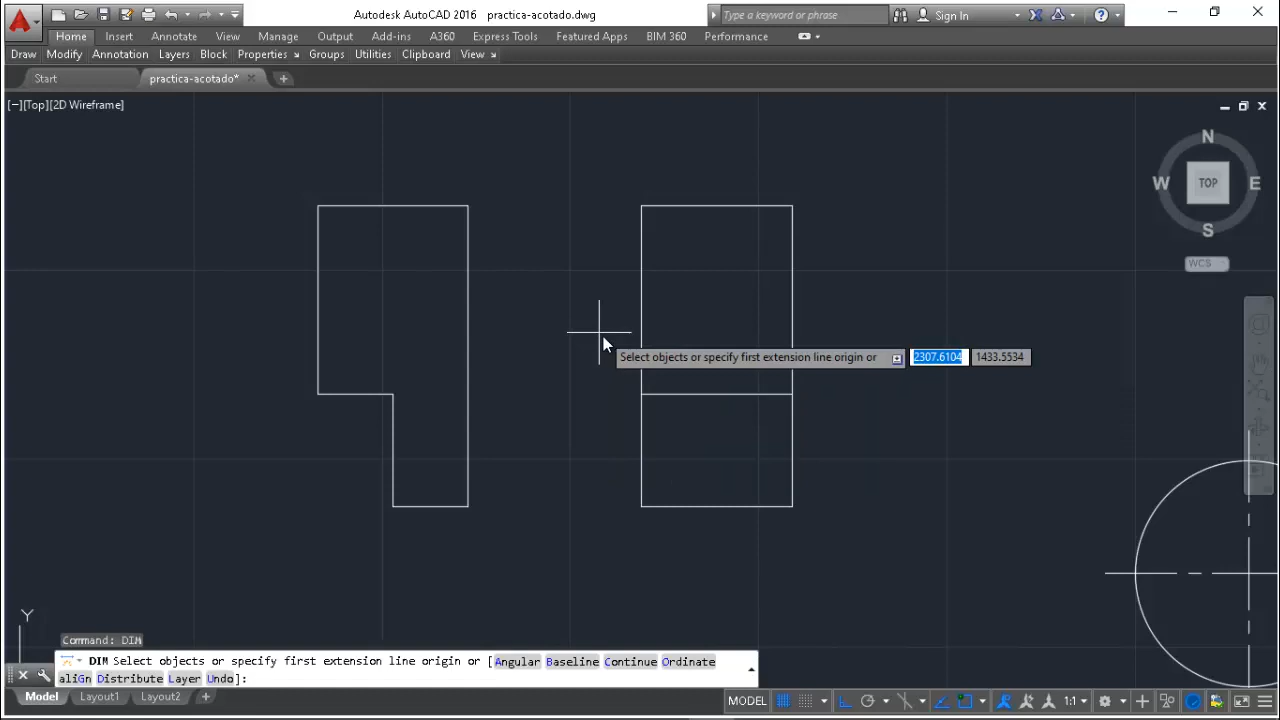 Autodesk AutoCAD 2016 practica-acotado.dwg
Type a keyword or phrase
Sign In
Home Insert Annotate View Manage Output Add-ins A360 Express Tools Featured Apps BIM 360 Performance
Draw Modify Annotation Layers Block Properties Groups Utilities Clipboard View
Start practica-acotado*
[−][Top][2D Wireframe]
N
W TOP E
S
WCS
Select objects or specify first extension line origin or 2307.6104 1433.5534
Y
Command: DIM
DIM Select objects or specify first extension line origin or [Angular Baseline Continue Ordinate
aliGn Distribute Layer Undo]:
Model Layout1 Layout2 +
MODEL 1:1